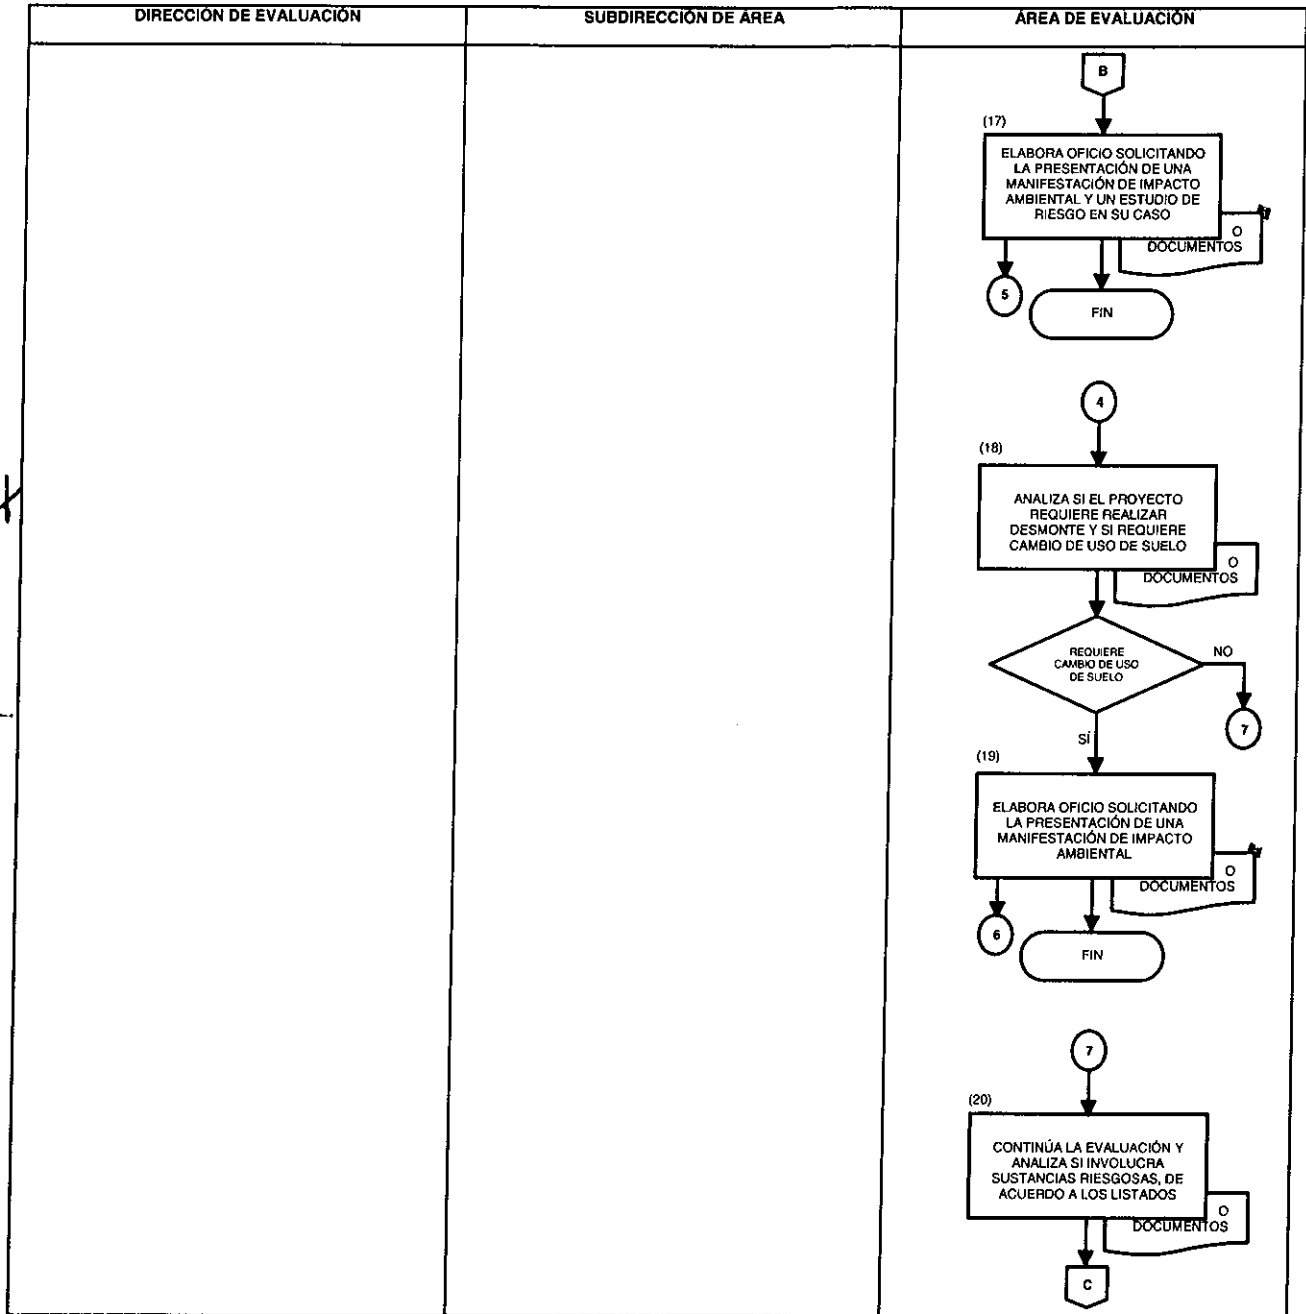 DIRECCIÓN DE EVALUACIÓN
SUBDIRECCIÓN DE ÁREA
ÁREA DE EVALUACIÓN
B
(17)
ELABORA OFICIO SOLICITANDO
LA PRESENTACIÓN DE UNA
MANIFESTACIÓN DE IMPACTO
AMBIENTAL Y UN ESTUDIO DE
RIESGO EN SU CASO
O
DOCUMENTOS
5
FIN
4
(18)
ANALIZA SI EL PROYECTO
REQUIERE REALIZAR
DESMONTE Y SI REQUIERE
CAMBIO DE USO DE SUELO
O
DOCUMENTOS
REQUIERE
CAMBIO DE USO
DE SUELO
NO
7
SÍ
(19)
ELABORA OFICIO SOLICITANDO
LA PRESENTACIÓN DE UNA
MANIFESTACIÓN DE IMPACTO
AMBIENTAL
O
DOCUMENTOS
6
FIN
7
(20)
CONTINÚA LA EVALUACIÓN Y
ANALIZA SI INVOLUCRA
SUSTANCIAS RIESGOSAS, DE
ACUERDO A LOS LISTADOS
O
DOCUMENTOS
C